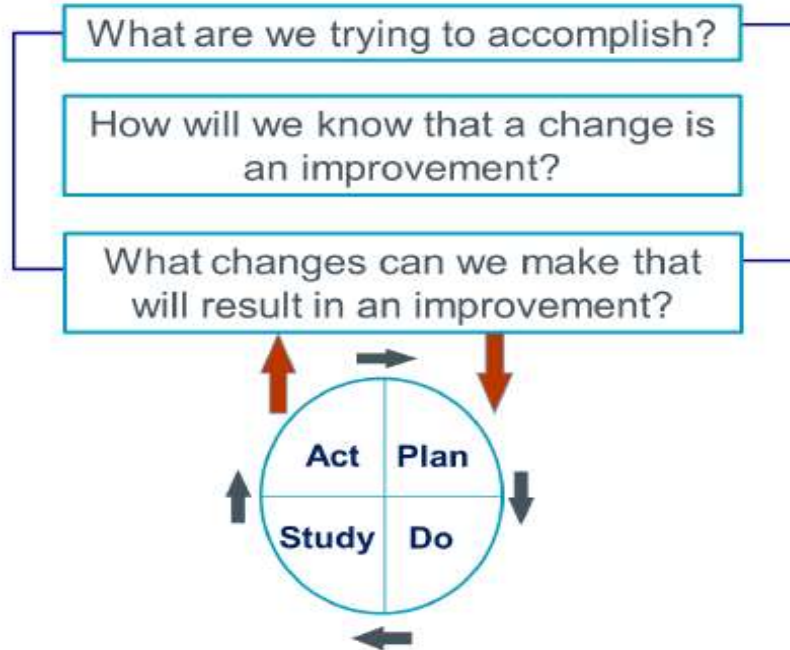 What are we trying to accomplish?
How will we know that a change is
an improvement?
What changes can we make that
will result in an improvement?
Act
Plan
Study
Do